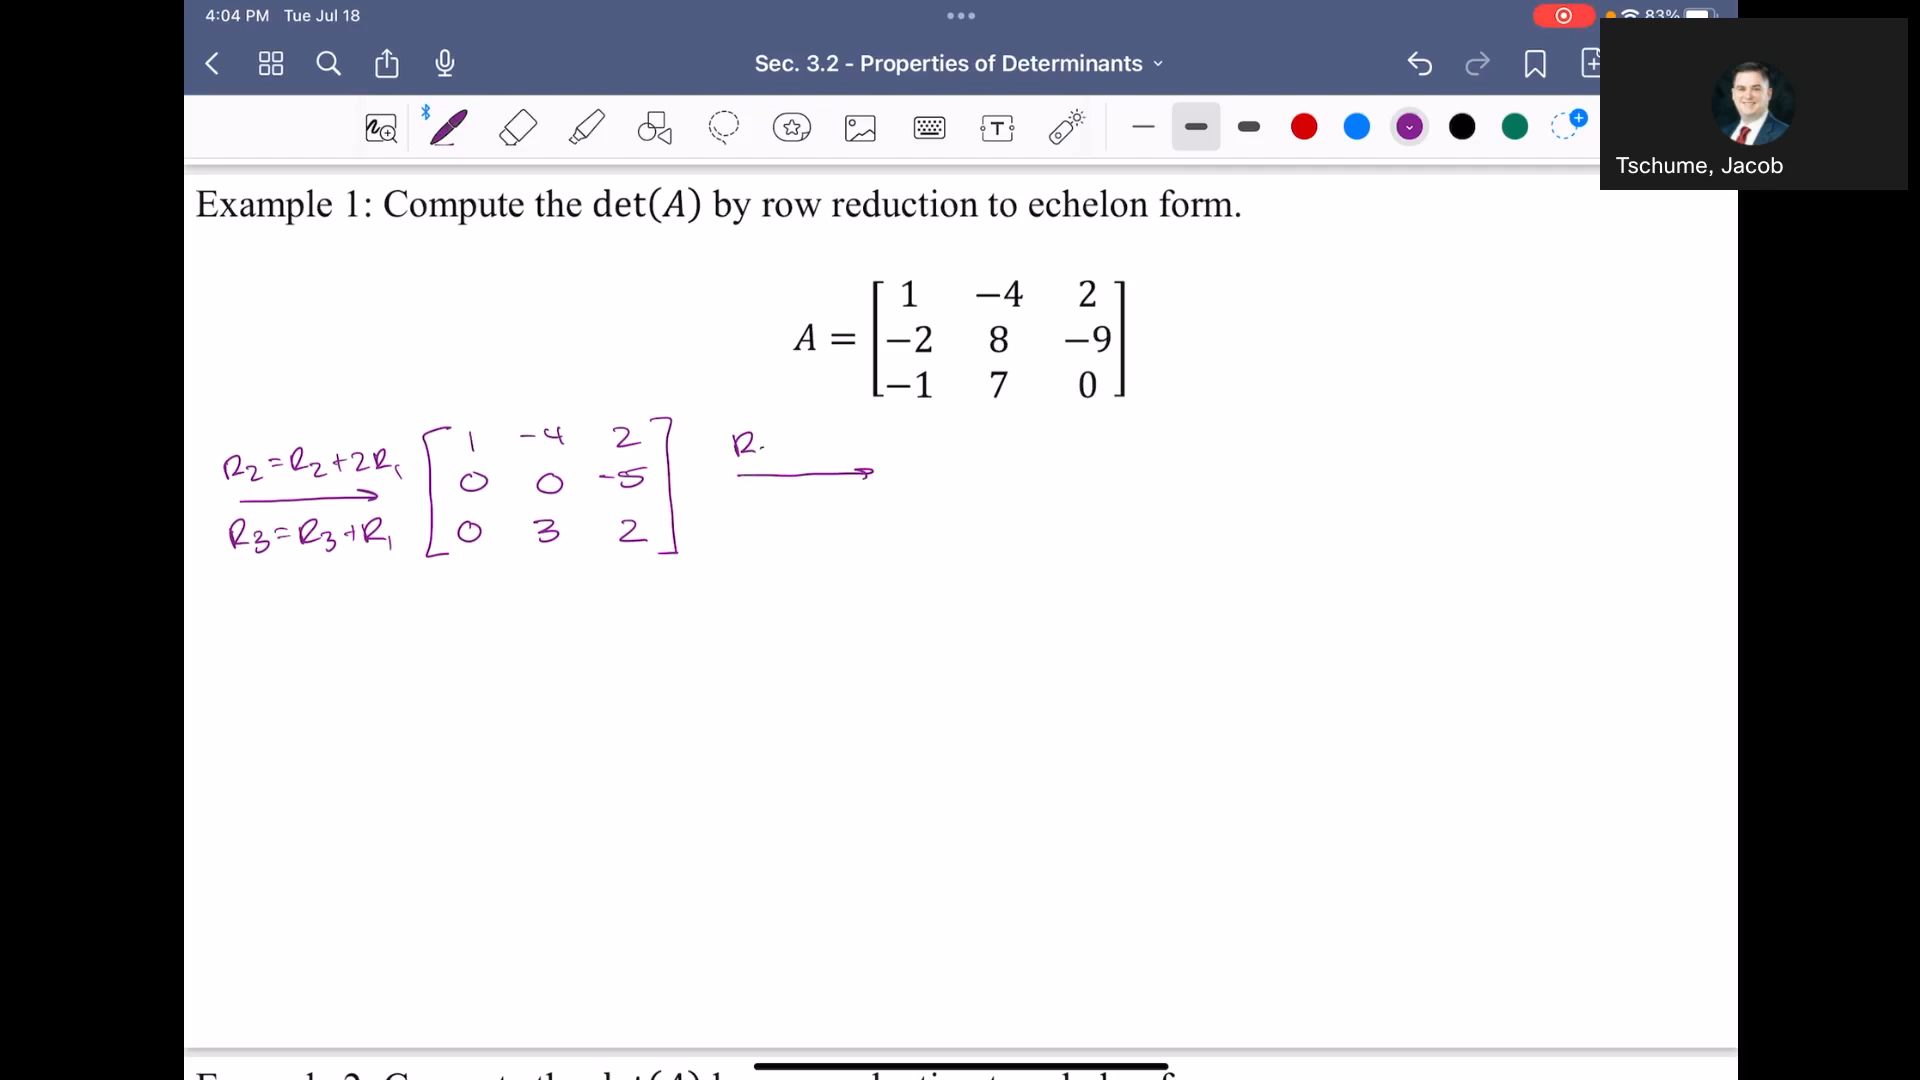 4:04 PM Tue Jul 18
83%
Sec. 3.2 - Properties of Determinants
T
Tschume, Jacob
Example 1: Compute the det(A) by row reduction to echelon form.
1 −4 2
A = −2 8 −9
−1 7 0
R2=R2+2R1
R3=R3+R1
1 -4 2
0 0 -5
0 3 2
R